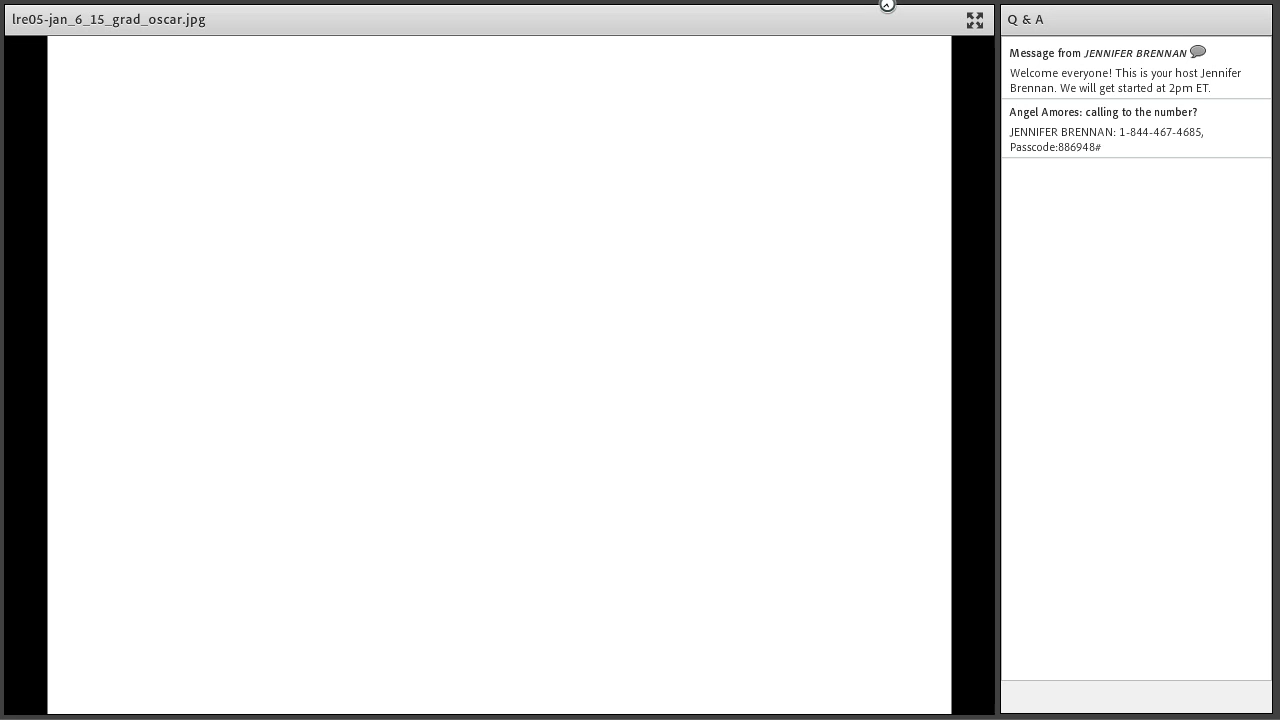 lre05-jan_6_15_grad_oscar.jpg
Q & A
Message from JENNIFER BRENNAN
Welcome everyone! This is your host Jennifer
Brennan. We will get started at 2pm ET.
Angel Amores: calling to the number?
JENNIFER BRENNAN: 1-844-467-4685,
Passcode:886948#